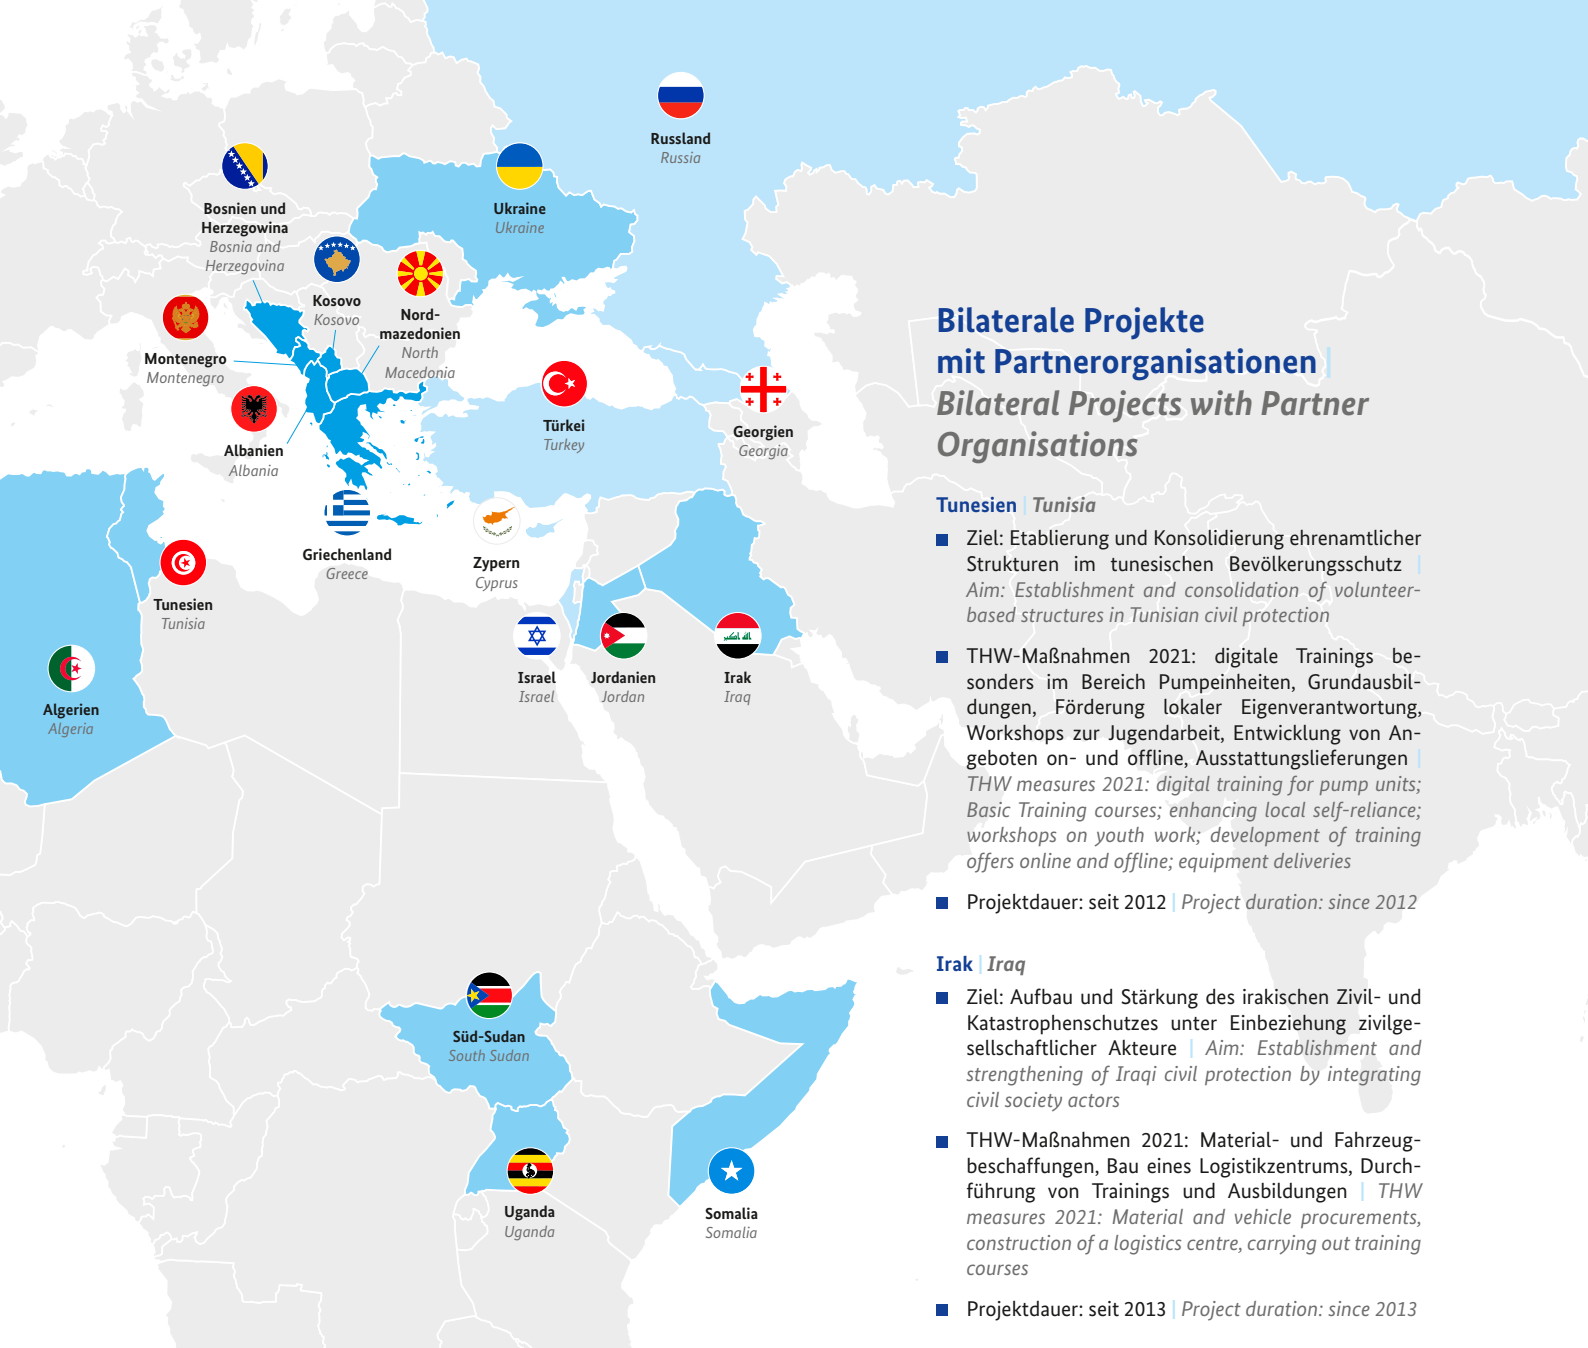 Russland
Russia
Bosnien und
Herzegowina
Bosnia and
Herzegovina
Ukraine
Ukraine
Kosovo
Kosovo
Nord-
mazedonien
North
Macedonia
Montenegro
Montenegro
Albanien
Albania
Türkei
Turkey
Georgien
Georgia
Griechenland
Greece
Zypern
Cyprus
Tunesien
Tunisia
Israel
Israel
Jordanien
Jordan
Irak
Iraq
Algerien
Algeria
Süd-Sudan
South Sudan
Uganda
Uganda
Somalia
Somalia
Bilaterale Projekte
mit Partnerorganisationen |
Bilateral Projects with Partner
Organisations
Tunesien | Tunisia
Ziel: Etablierung und Konsolidierung ehrenamtlicher
Strukturen im tunesischen Bevölkerungsschutz |
Aim: Establishment and consolidation of volunteer-
based structures in Tunisian civil protection
THW-Maßnahmen 2021: digitale Trainings be-
sonders im Bereich Pumpeinheiten, Grundausbil-
dungen, Förderung lokaler Eigenverantwortung,
Workshops zur Jugendarbeit, Entwicklung von An-
geboten on- und offline, Ausstattungslieferungen |
THW measures 2021: digital training for pump units;
Basic Training courses; enhancing local self-reliance;
workshops on youth work; development of training
offers online and offline; equipment deliveries
Projektdauer: seit 2012 | Project duration: since 2012
Irak | Iraq
Ziel: Aufbau und Stärkung des irakischen Zivil- und
Katastrophenschutzes unter Einbeziehung zivilge-
sellschaftlicher Akteure | Aim: Establishment and
strengthening of Iraqi civil protection by integrating
civil society actors
THW-Maßnahmen 2021: Material- und Fahrzeug-
beschaffungen, Bau eines Logistikzentrums, Durch-
führung von Trainings und Ausbildungen | THW
measures 2021: Material and vehicle procurements,
construction of a logistics centre, carrying out training
courses
Projektdauer: seit 2013 | Project duration: since 2013